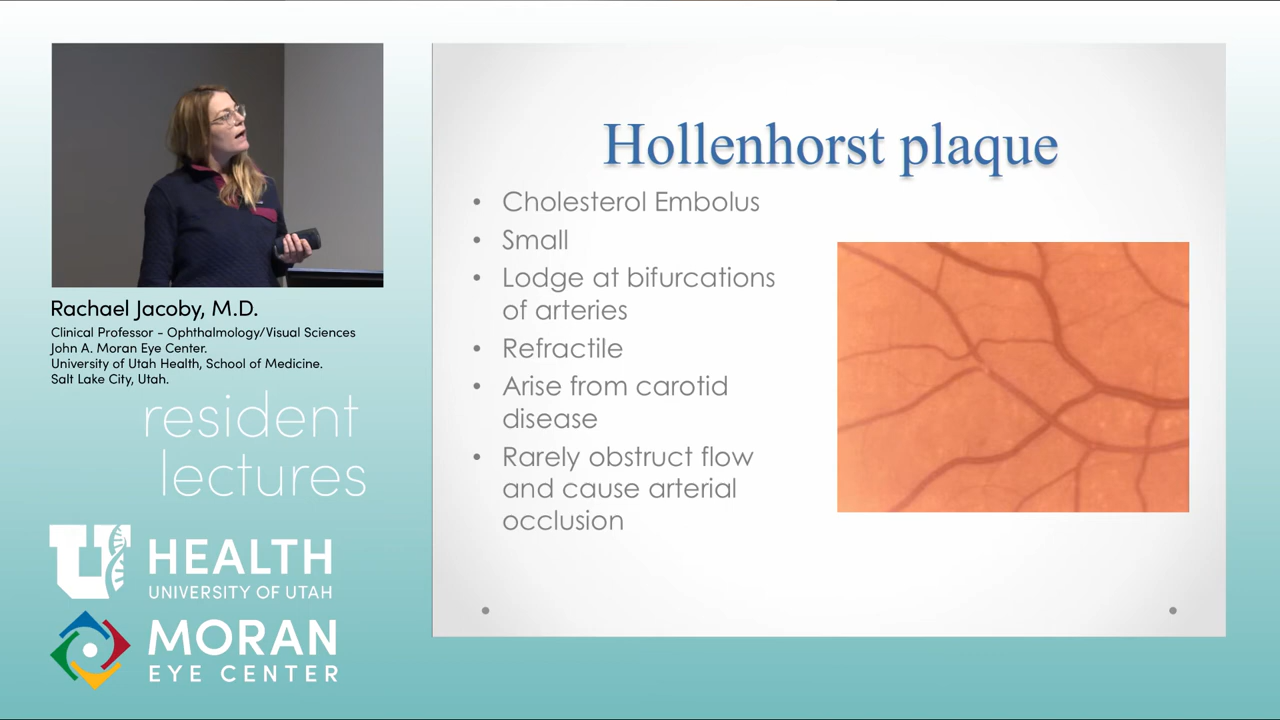 Rachael Jacoby, M.D.
Clinical Professor - Ophthalmology/Visual Sciences
John A. Moran Eye Center.
University of Utah Health, School of Medicine.
Salt Lake City, Utah.
resident
lectures
U HEALTH
UNIVERSITY OF UTAH
MORAN
EYE CENTER
Hollenhorst plaque
• Cholesterol Embolus
• Small
• Lodge at bifurcations
of arteries
• Refractile
• Arise from carotid
disease
• Rarely obstruct flow
and cause arterial
occlusion